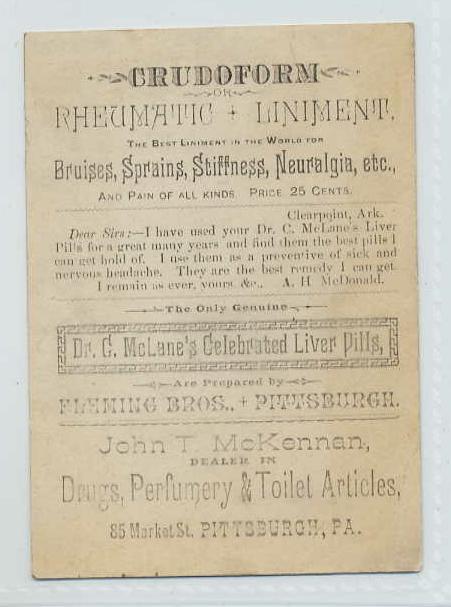 CRUDOFORM
—OR—
RHEUMATIC + LINIMENT.
THE BEST LINIMENT IN THE WORLD FOR
Bruises, Sprains, Stiffness, Neuralgia, etc.,
AND PAIN OF ALL KINDS. PRICE 25 CENTS.
Clearpoint, Ark.
Dear Sirs:—I have used your Dr. C. McLane's Liver
Pills for a great many years and find them the best pills I
can get hold of. I use them as a preventive of sick and
nervous headache. They are the best remedy I can get.
I remain as ever, yours, &c., A. H McDonald.
The Only Genuine
Dr. C. McLane's Celebrated Liver Pills,
Are Prepared by
FLEMING BROS., + PITTSBURGH.
John T. McKennan,
DEALER IN
Drugs, Perfumery & Toilet Articles,
85 Market St. PITTSBURGH, PA.